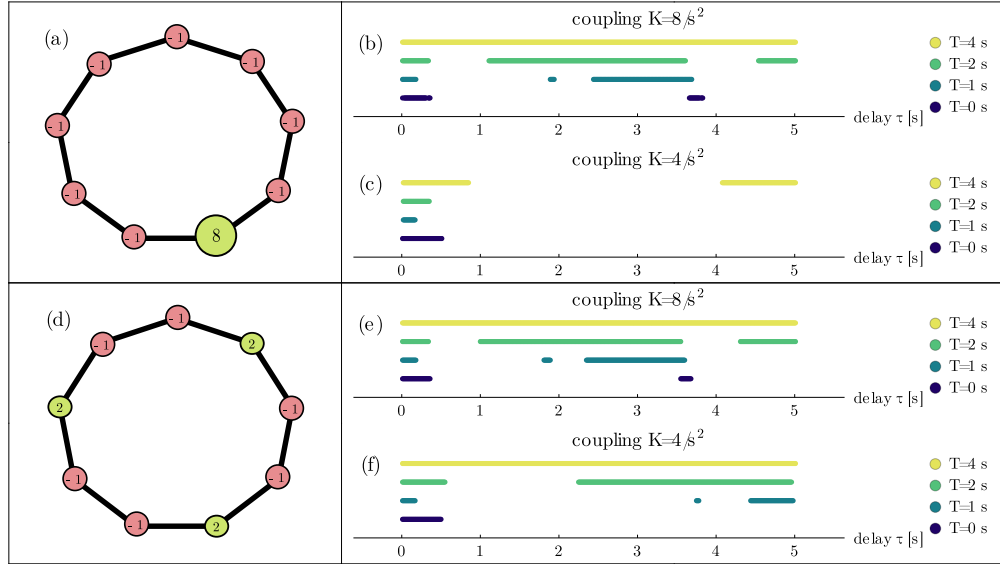 (a)
- 1
- 1
- 1
- 1
- 1
- 1
- 1
- 1
8
coupling K=8/s²
(b)
T=4 s
T=2 s
T=1 s
T=0 s
0 1 2 3 4 5
delay τ [s]
coupling K=4/s²
(c)
T=4 s
T=2 s
T=1 s
T=0 s
0 1 2 3 4 5
delay τ [s]
(d)
- 1
- 1
2
2
- 1
- 1
- 1
- 1
2
coupling K=8/s²
(e)
T=4 s
T=2 s
T=1 s
T=0 s
0 1 2 3 4 5
delay τ [s]
coupling K=4/s²
(f)
T=4 s
T=2 s
T=1 s
T=0 s
0 1 2 3 4 5
delay τ [s]